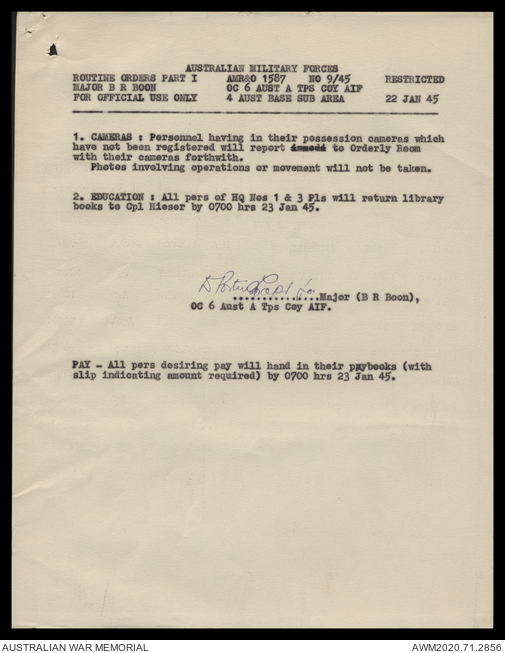 AUSTRALIAN MILITARY FORCES
ROUTINE ORDERS PART I AMR&O 1587 NO 9/45 RESTRICTED
MAJOR B R BOON OC 6 AUST A TPS COY AIF
FOR OFFICIAL USE ONLY 4 AUST BASE SUB AREA 22 JAN 45
1. CAMERAS : Personnel having in their possession cameras which
have not been registered will report to Orderly Room
with their cameras forthwith.
Photos involving operations or movement will not be taken.
2. EDUCATION : All pers of HQ Nos 1 & 3 Pls will return library
books to Cpl Hieser by 0700 hrs 23 Jan 45.
Capt for
...............Major (B R Boon),
OC 6 Aust A Tps Coy AIF.
PAY - All pers desiring pay will hand in their paybooks (with
slip indicating amount required) by 0700 hrs 23 Jan 45.
AUSTRALIAN WAR MEMORIAL AWM2020.71.2856